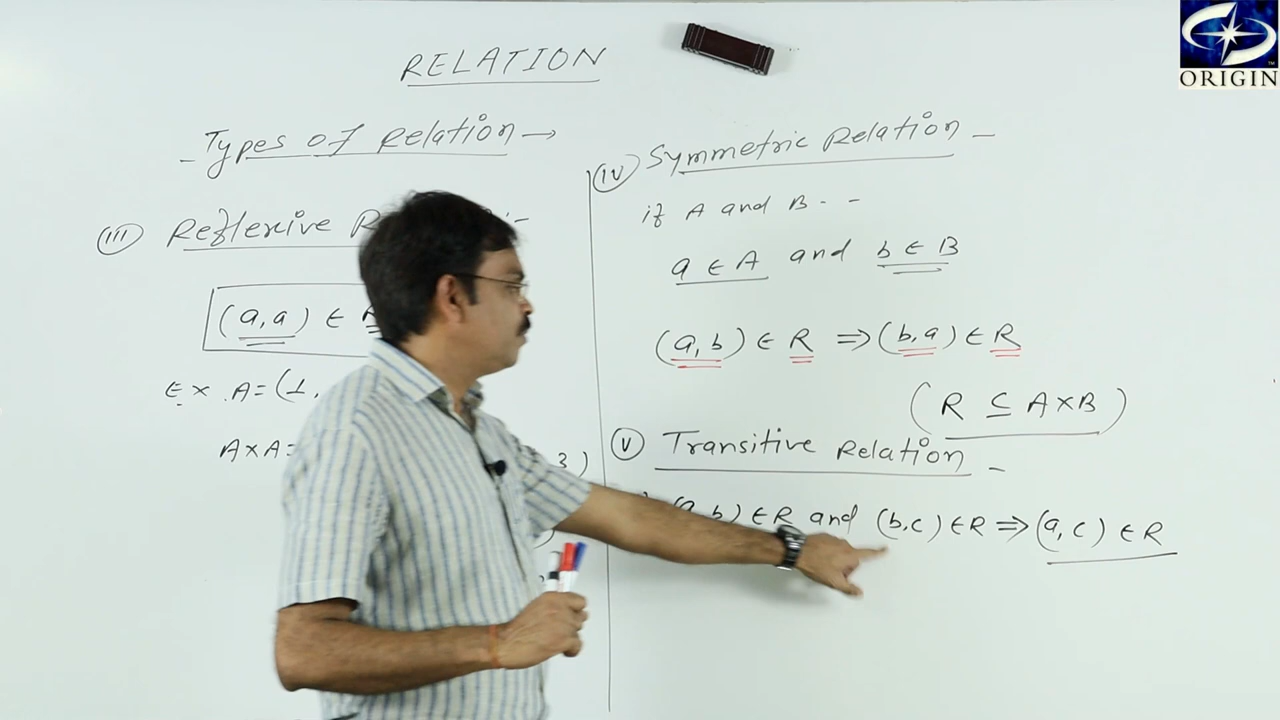 RELATION
ORIGIN
- Types of Relation →
(III) Reflexive
(a,a) ∈
Ex . A=(1,
A×A=
3)
(IV) Symmetric Relation -
if A and B - -
a ∈ A and b ∈ B
(a,b) ∈ R ⇒ (b,a) ∈ R
(R ⊆ A×B)
(V) Transitive Relation -
(a,b) ∈ R and (b,c) ∈ R ⇒ (a,c) ∈ R